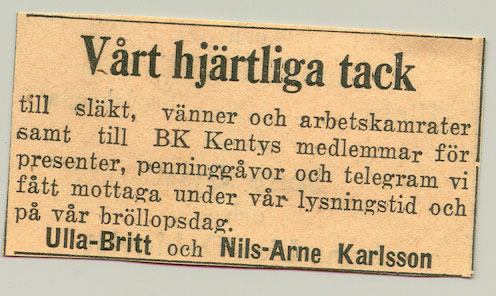 Vårt hjärtliga tack
till släkt, vänner och arbetskamrater
samt till BK Kentys medlemmar för
presenter, penninggåvor och telegram vi
fått mottaga under vår lysningstid och
på vår bröllopsdag.
Ulla-Britt och Nils-Arne Karlsson